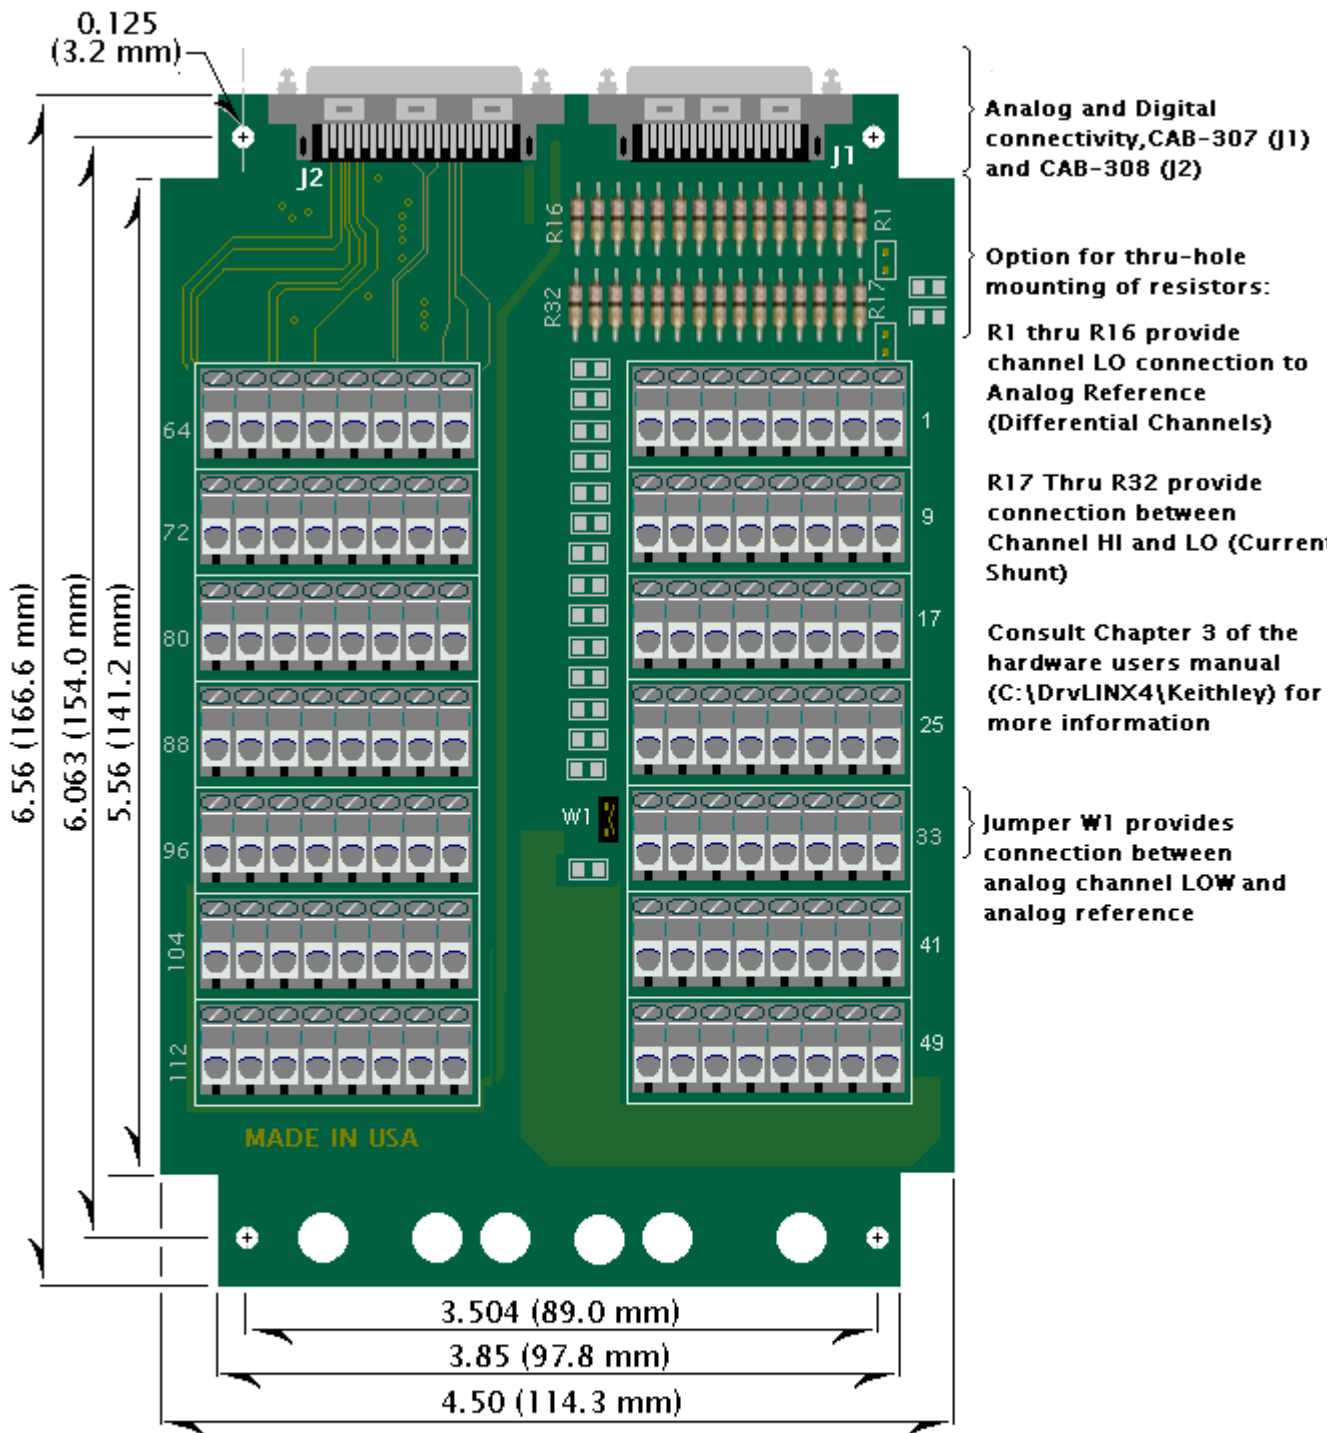 0.125
(3.2 mm)
J2
J1
R16
R1
R32
R17
64
72
80
88
96
104
112
1
9
17
25
33
41
49
W1
MADE IN USA
6.56 (166.6 mm)
6.063 (154.0 mm)
5.56 (141.2 mm)
3.504 (89.0 mm)
3.85 (97.8 mm)
4.50 (114.3 mm)
Analog and Digital
connectivity,CAB-307 (J1)
and CAB-308 (J2)
Option for thru-hole
mounting of resistors:
R1 thru R16 provide
channel LO connection to
Analog Reference
(Differential Channels)
R17 Thru R32 provide
connection between
Channel HI and LO (Current
Shunt)
Consult Chapter 3 of the
hardware users manual
(C:\DrvLINX4\Keithley) for
more information
Jumper W1 provides
connection between
analog channel LOW and
analog reference